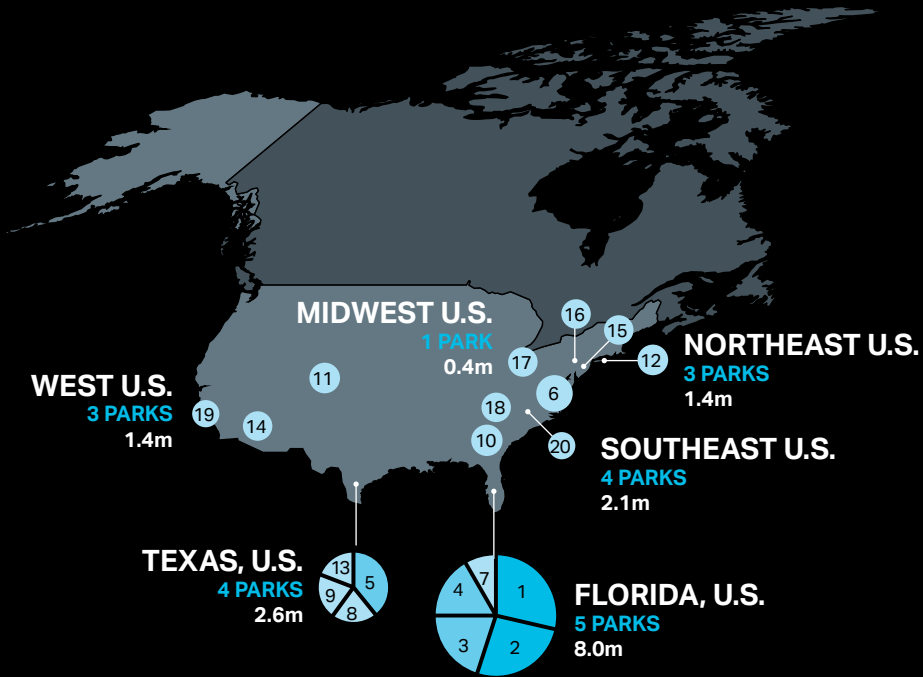 MIDWEST U.S.
1 PARK
0.4m
16
15
17
12
NORTHEAST U.S.
3 PARKS
1.4m
WEST U.S.
3 PARKS
1.4m
11
19
14
6
18
10
20
SOUTHEAST U.S.
4 PARKS
2.1m
TEXAS, U.S.
4 PARKS
2.6m
13
5
9
8
7
4
1
3
2
FLORIDA, U.S.
5 PARKS
8.0m